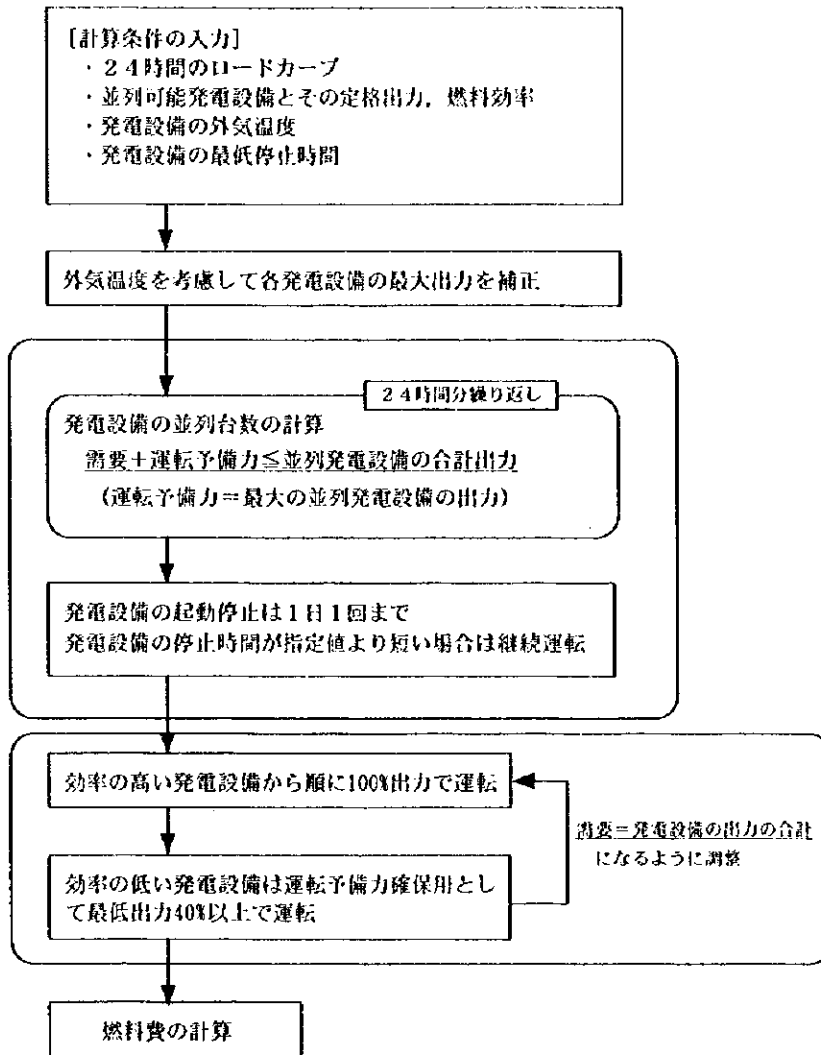 [計算条件の入力]
・24時間のロードカーブ
・並列可能発電設備とその定格出力，燃料効率
・発電設備の外気温度
・発電設備の最低停止時間
外気温度を考慮して各発電設備の最大出力を補正
24時間分繰り返し
発電設備の並列台数の計算
需要＋運転予備力≦並列発電設備の合計出力
（運転予備力＝最大の並列発電設備の出力）
発電設備の起動停止は1日1回まで
発電設備の停止時間が指定値より短い場合は継続運転
効率の高い発電設備から順に100%出力で運転
需要＝発電設備の出力の合計
になるように調整
効率の低い発電設備は運転予備力確保用とし
て最低出力40%以上で運転
燃料費の計算